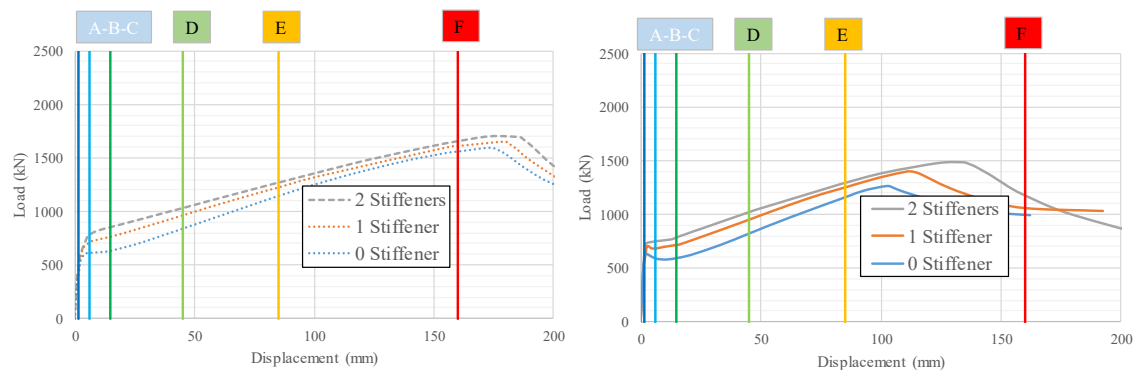 A-B-C
D
E
F
2500
2000
1500
1000
500
0
Load (kN)
2 Stiffeners
1 Stiffener
0 Stiffener
0
50
100
150
200
Displacement (mm)
A-B-C
D
E
F
2500
2000
1500
1000
500
0
Load (kN)
2 Stiffeners
1 Stiffener
0 Stiffener
0
50
100
150
200
Displacement (mm)